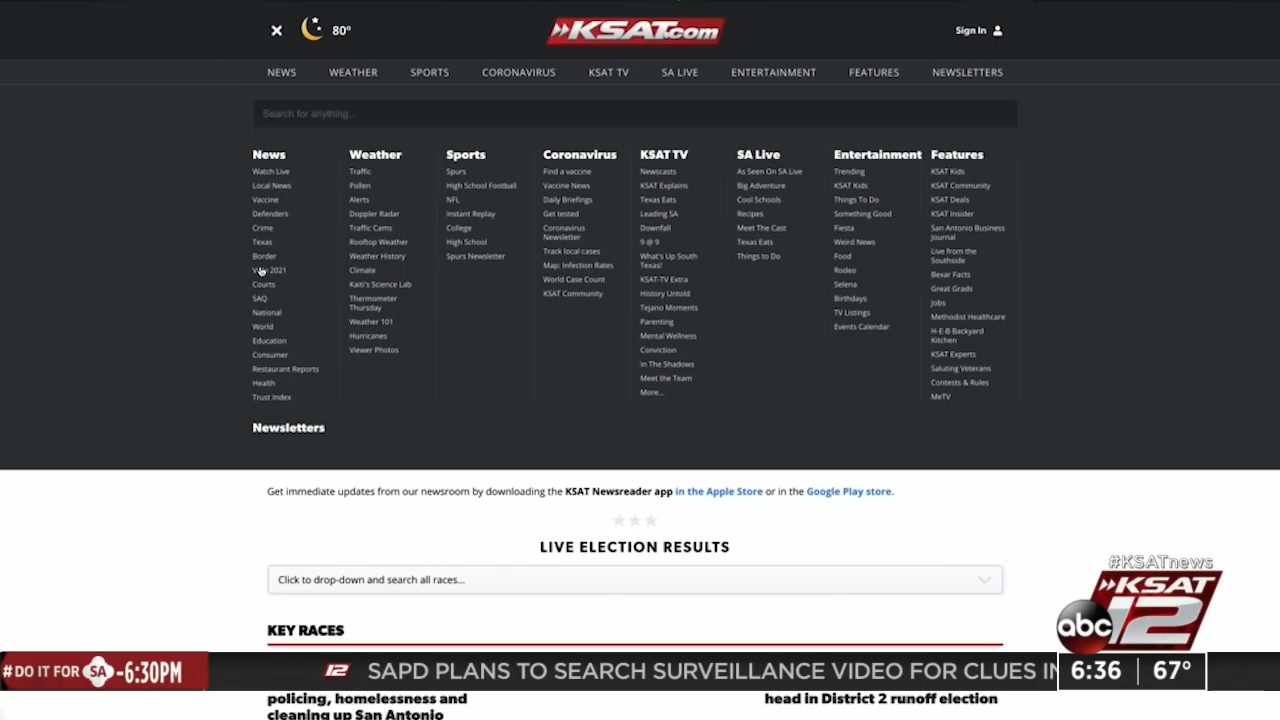 80°
KSAT.com
Sign In
NEWS
WEATHER
SPORTS
CORONAVIRUS
KSAT TV
SA LIVE
ENTERTAINMENT
FEATURES
NEWSLETTERS
Search for anything...
News
Watch Live
Local News
Vaccine
Defenders
Crime
Texas
Border
2021
Courts
SAQ
National
World
Education
Consumer
Restaurant Reports
Health
Trust Index
Weather
Traffic
Pollen
Alerts
Doppler Radar
Traffic Cams
Rooftop Weather
Weather History
Climate
Kaiti's Science Lab
Thermometer
Thursday
Weather 101
Hurricanes
Viewer Photos
Sports
Spurs
High School Football
NFL
Instant Replay
College
High School
Spurs Newsletter
Coronavirus
Find a vaccine
Vaccine News
Daily Briefings
Get tested
Coronavirus
Newsletter
Track local cases
Map: Infection Rates
World Case Count
KSAT Community
KSAT TV
Newscasts
KSAT Explains
Texas Eats
Leading SA
Downfall
9 @ 9
What's Up South
Texas!
KSAT-TV Extra
History Untold
Tejano Moments
Parenting
Mental Wellness
Conviction
In The Shadows
Meet the Team
More...
SA Live
As Seen On SA Live
Big Adventure
Cool Schools
Recipes
Meet The Cast
Texas Eats
Things to Do
Entertainment
Trending
KSAT Kids
Things To Do
Something Good
Fiesta
Weird News
Food
Rodeo
Selena
Birthdays
TV Listings
Events Calendar
Features
KSAT Kids
KSAT Community
KSAT Deals
KSAT Insider
San Antonio Business
Journal
Live from the
Southside
Bexar Facts
Great Grads
Jobs
Methodist Healthcare
H-E-B Backyard
Kitchen
KSAT Experts
Saluting Veterans
Contests & Rules
MeTV
Newsletters
Get immediate updates from our newsroom by downloading the KSAT Newsreader app in the Apple Store or in the Google Play store.
LIVE ELECTION RESULTS
Click to drop-down and search all races...
KEY RACES
#KSATnews
KSAT
abc 12
#DO IT FOR SA -6:30PM
12 SAPD PLANS TO SEARCH SURVEILLANCE VIDEO FOR CLUES IN
6:36 67°
policing, homelessness and
cleaning up San Antonio
head in District 2 runoff election